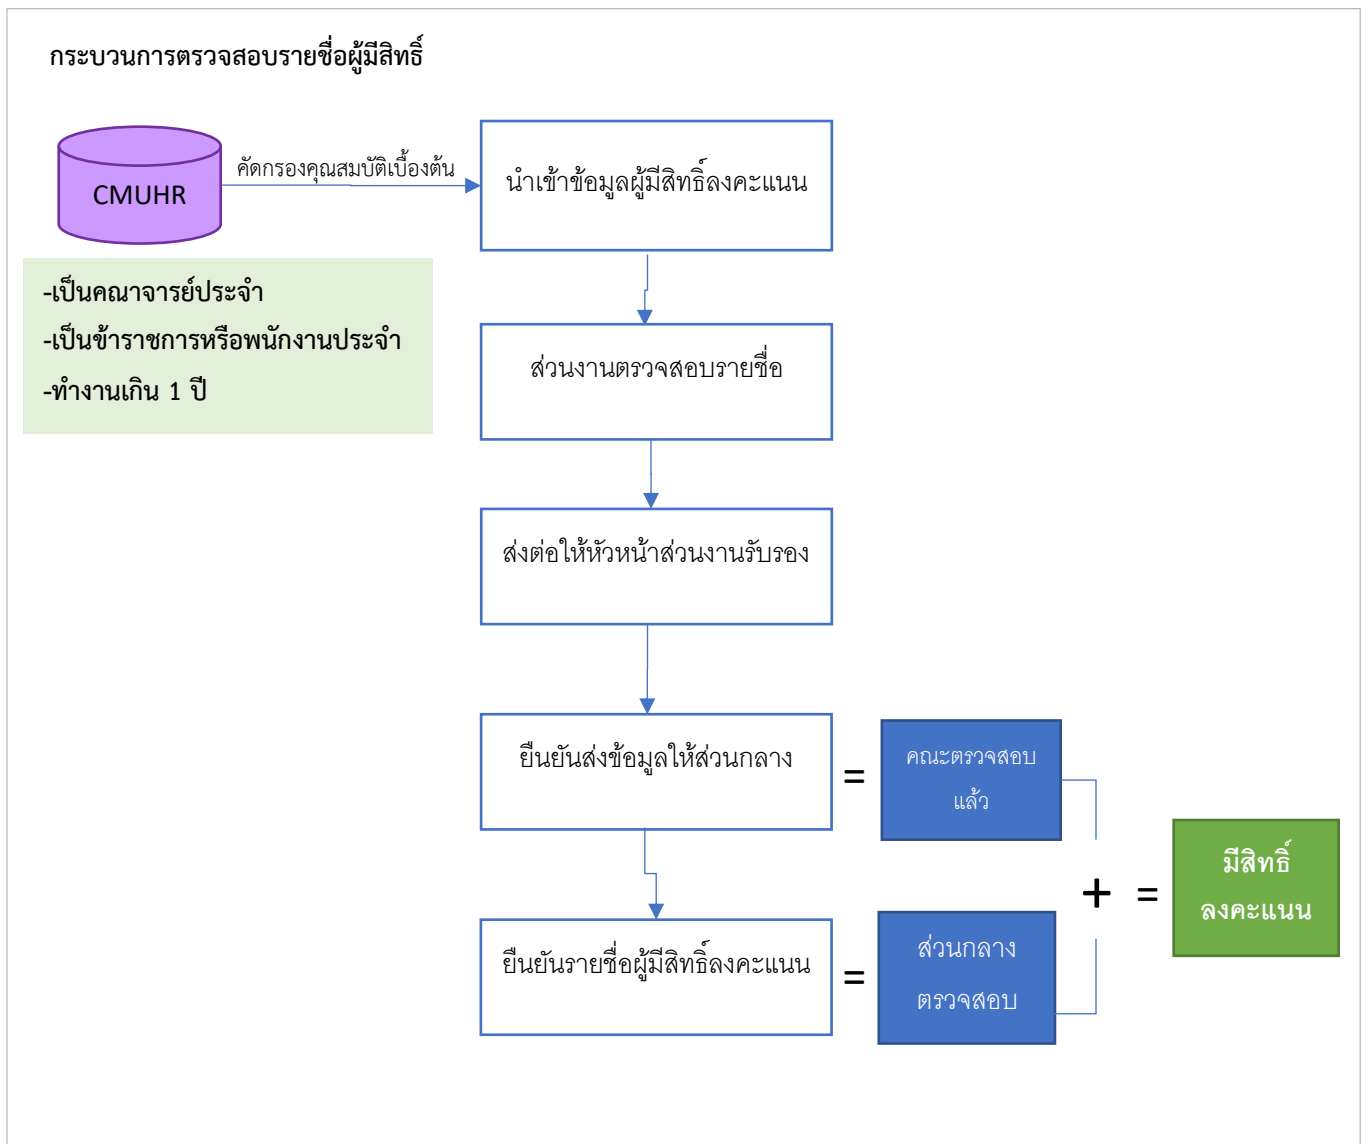 กระบวนการตรวจสอบรายชื่อผู้มีสิทธิ์
CMUHR
คัดกรองคุณสมบัติเบื้องต้น
นำเข้าข้อมูลผู้มีสิทธิ์ลงคะแนน
-เป็นคณาจารย์ประจำ
-เป็นข้าราชการหรือพนักงานประจำ
-ทำงานเกิน 1 ปี
ส่วนงานตรวจสอบรายชื่อ
ส่งต่อให้หัวหน้าส่วนงานรับรอง
ยืนยันส่งข้อมูลให้ส่วนกลาง
=
คณะตรวจสอบ
แล้ว
ยืนยันรายชื่อผู้มีสิทธิ์ลงคะแนน
=
ส่วนกลาง
ตรวจสอบ
+ =
มีสิทธิ์
ลงคะแนน